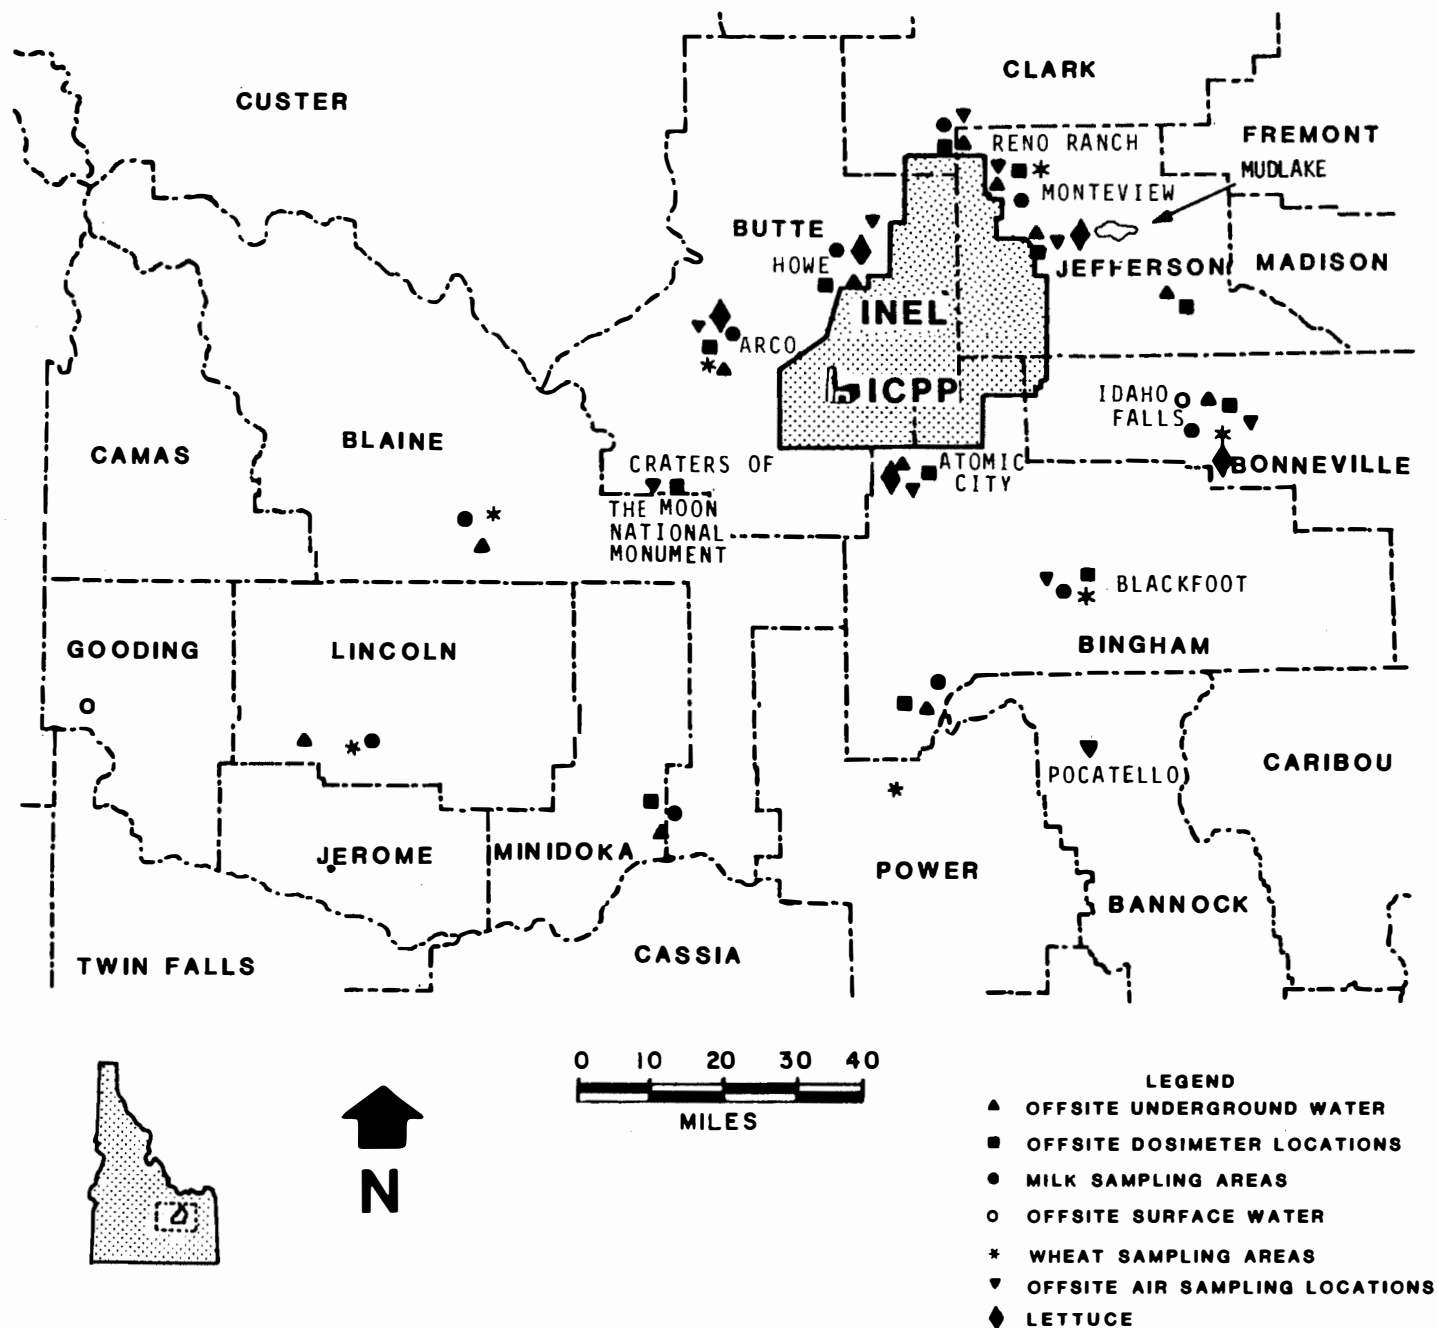 CLARK
CUSTER
FREMONT
RENO RANCH
MUDLAKE
MONTEVIEW
BUTTE
HOWE
JEFFERSON
MADISON
INEL
ARCO
ICPP
IDAHO
FALLS
BLAINE
CAMAS
CRATERS OF
THE MOON
NATIONAL
MONUMENT
ATOMIC
CITY
BONNEVILLE
BLACKFOOT
GOODING
LINCOLN
BINGHAM
POCATELLO
CARIBOU
JEROME
MINIDOKA
POWER
BANNOCK
TWIN FALLS
CASSIA
0 10 20 30 40
MILES
N
LEGEND
OFFSITE UNDERGROUND WATER
OFFSITE DOSIMETER LOCATIONS
MILK SAMPLING AREAS
OFFSITE SURFACE WATER
WHEAT SAMPLING AREAS
OFFSITE AIR SAMPLING LOCATIONS
LETTUCE